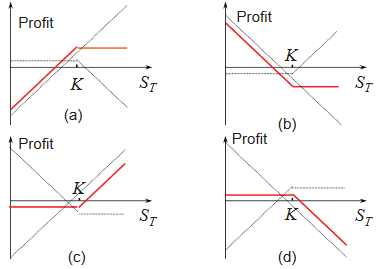 Profit
K
S_T
(a)
Profit
K
S_T
(b)
Profit
K
S_T
(c)
Profit
K
S_T
(d)